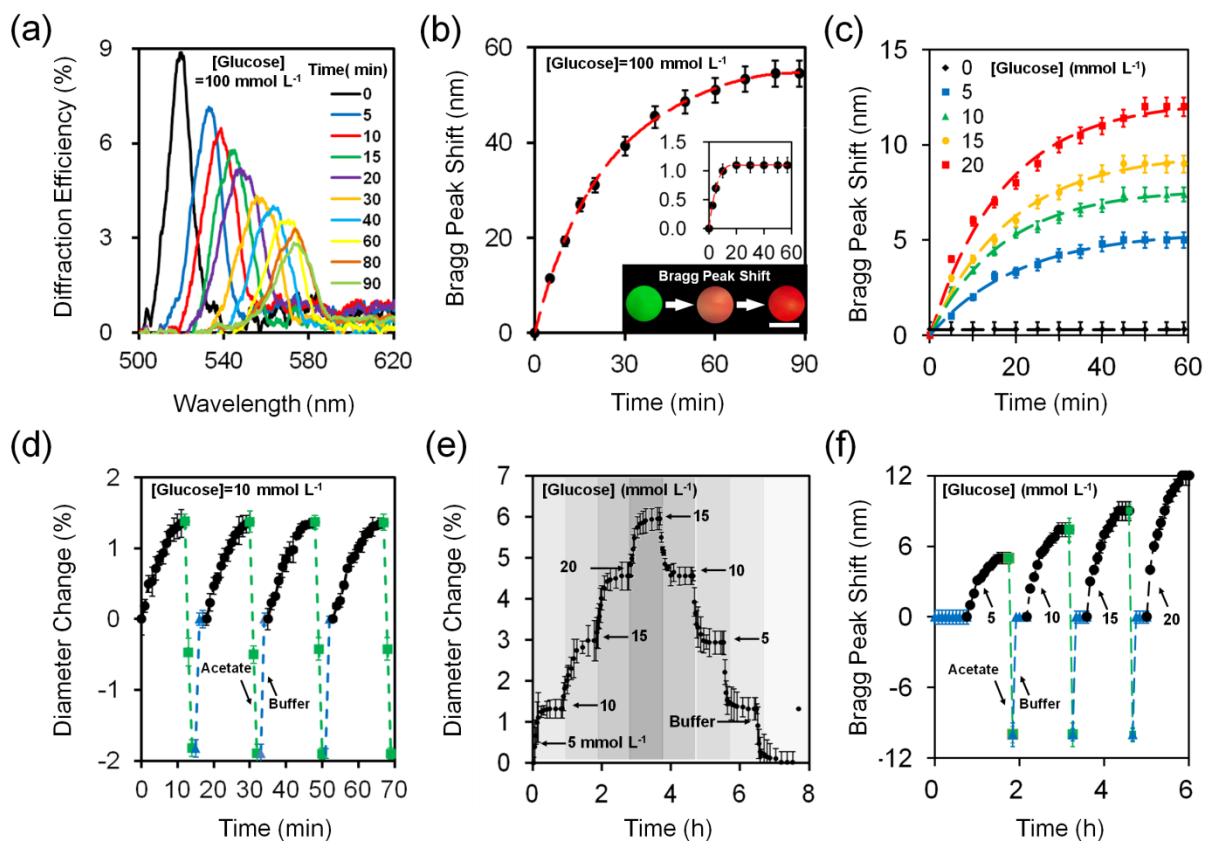 (a)
Diffraction Efficiency (%)
9
6
3
0
500
540
580
620
Wavelength (nm)
[Glucose]
=100 mmol L-1
Time( min)
0
5
10
15
20
30
40
60
80
90
(b)
Bragg Peak Shift (nm)
60
40
20
0
0
30
60
90
Time (min)
[Glucose]=100 mmol L-1
1.5
1.0
0.5
0.0
0
20
40
60
Bragg Peak Shift
(c)
Bragg Peak Shift (nm)
15
10
5
0
0
20
40
60
Time (min)
[Glucose] (mmol L-1)
0
5
10
15
20
(d)
Diameter Change (%)
2
1
0
-1
-2
0
10
20
30
40
50
60
70
Time (min)
[Glucose]=10 mmol L-1
Acetate
Buffer
(e)
Diameter Change (%)
7
6
5
4
3
2
1
0
0
2
4
6
8
Time (h)
[Glucose] (mmol L-1)
5 mmol L-1
10
15
20
15
10
5
Buffer
(f)
Bragg Peak Shift (nm)
12
6
0
-6
-12
0
2
4
6
Time (h)
[Glucose] (mmol L-1)
5
10
15
20
Acetate
Buffer